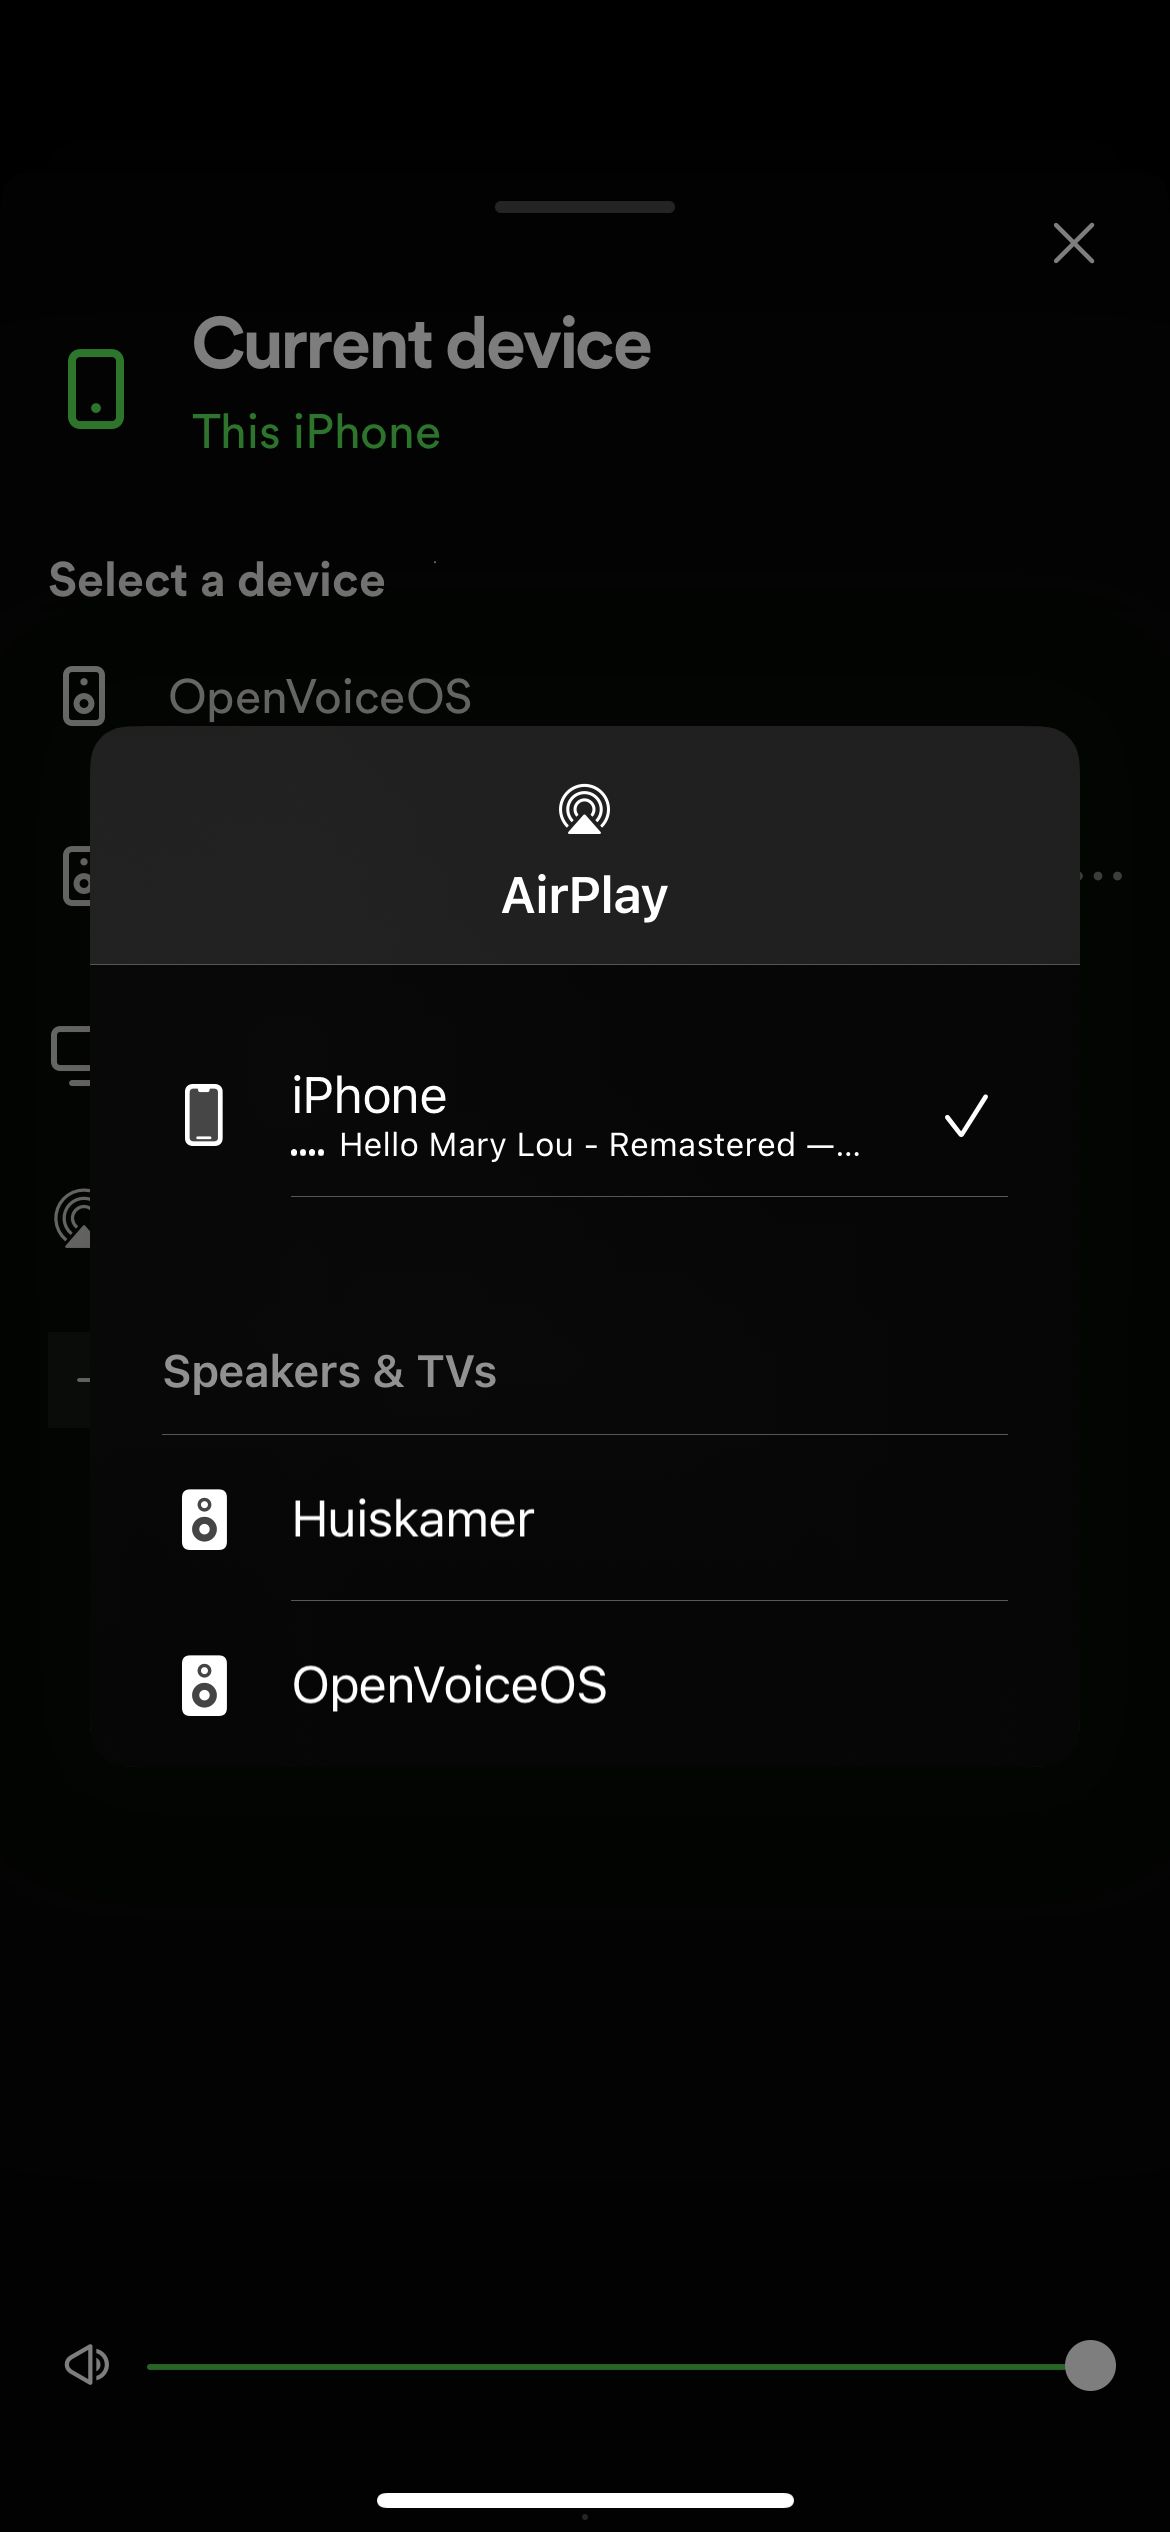 Current device
This iPhone
Select a device
OpenVoiceOS
AirPlay
iPhone
Hello Mary Lou - Remastered —...
Speakers & TVs
Huiskamer
OpenVoiceOS